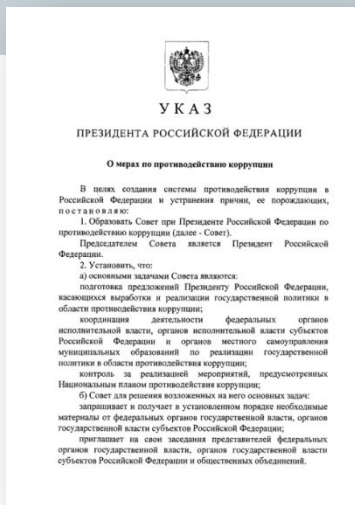 УКАЗ
ПРЕЗИДЕНТА РОССИЙСКОЙ ФЕДЕРАЦИИ
О мерах по противодействию коррупции
В целях создания системы противодействия коррупции в
Российской Федерации и устранения причин, ее порождающих,
постановляю:
1. Образовать Совет при Президенте Российской Федерации по
противодействию коррупции (далее - Совет).
Председателем Совета является Президент Российской
Федерации.
2. Установить, что:
а) основными задачами Совета являются:
подготовка предложений Президенту Российской Федерации,
касающихся выработки и реализации государственной политики в
области противодействия коррупции;
координация деятельности федеральных органов
исполнительной власти, органов исполнительной власти субъектов
Российской Федерации и органов местного самоуправления
муниципальных образований по реализации государственной
политики в области противодействия коррупции;
контроль за реализацией мероприятий, предусмотренных
Национальным планом противодействия коррупции;
б) Совет для решения возложенных на него основных задач:
запрашивает и получает в установленном порядке необходимые
материалы от федеральных органов государственной власти, органов
государственной власти субъектов Российской Федерации;
приглашает на свои заседания представителей федеральных
органов государственной власти, органов государственной власти
субъектов Российской Федерации и общественных объединений.